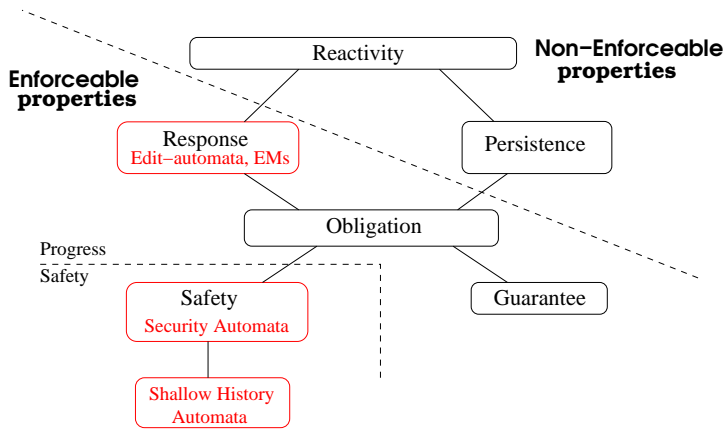 Reactivity
Non−Enforceable
properties
Enforceable
properties
Response
Edit−automata, EMs
Persistence
Obligation
Progress
Safety
Safety
Security Automata
Guarantee
Shallow History
Automata